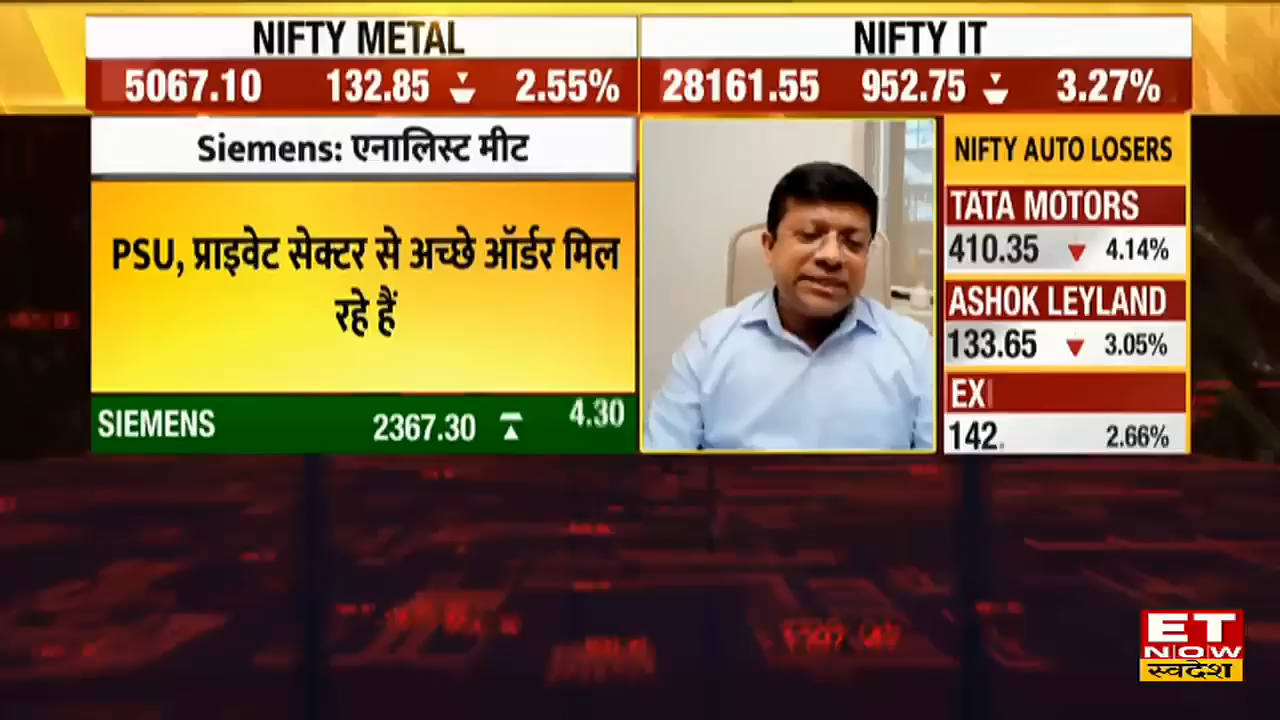 NIFTY METAL
5067.10 132.85 2.55%
NIFTY IT
28161.55 952.75 3.27%
Siemens: एनालिस्ट मीट
PSU, प्राइवेट सेक्टर से अच्छे ऑर्डर मिल
रहे हैं
SIEMENS 2367.30 4.30
NIFTY AUTO LOSERS
TATA MOTORS
410.35 4.14%
ASHOK LEYLAND
133.65 3.05%
EX
142. 2.66%
ET
NOW
स्वदेश